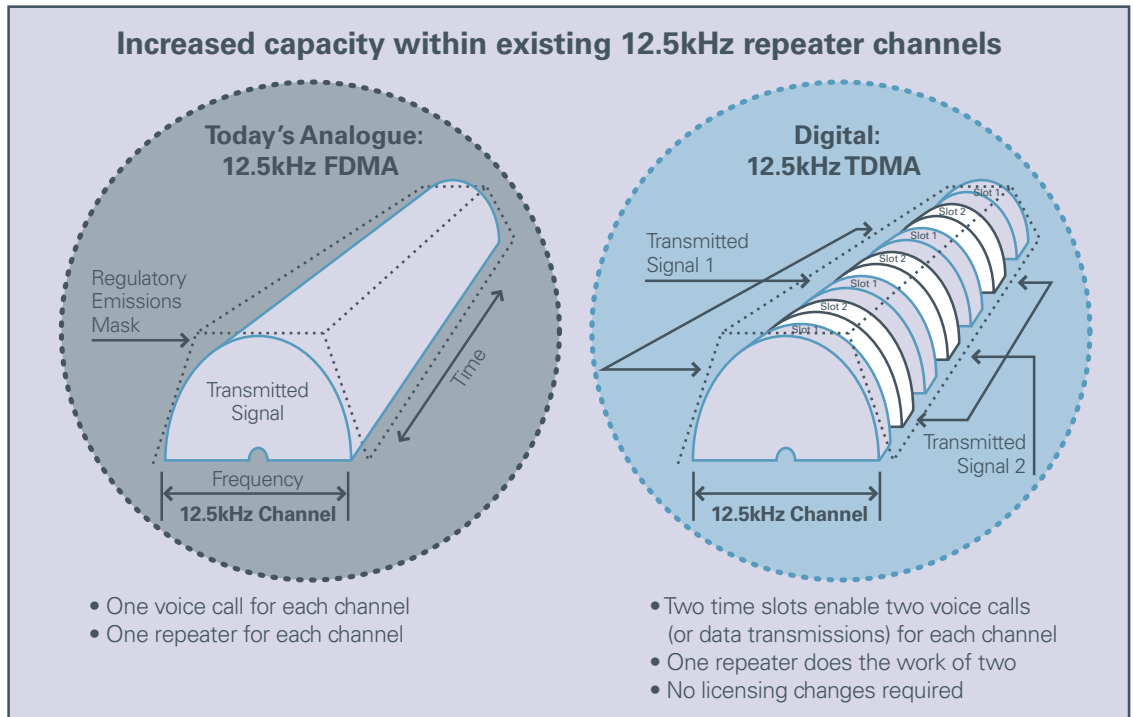 Increased capacity within existing 12.5kHz repeater channels
Today's Analogue:
12.5kHz FDMA
Regulatory
Emissions
Mask
Transmitted
Signal
Time
Frequency
12.5kHz Channel
• One voice call for each channel
• One repeater for each channel
Digital:
12.5kHz TDMA
Transmitted
Signal 1
Slot 1
Slot 2
Slot 1
Slot 2
Slot 1
Slot 2
Slot 1
Transmitted
Signal 2
12.5kHz Channel
• Two time slots enable two voice calls
(or data transmissions) for each channel
• One repeater does the work of two
• No licensing changes required